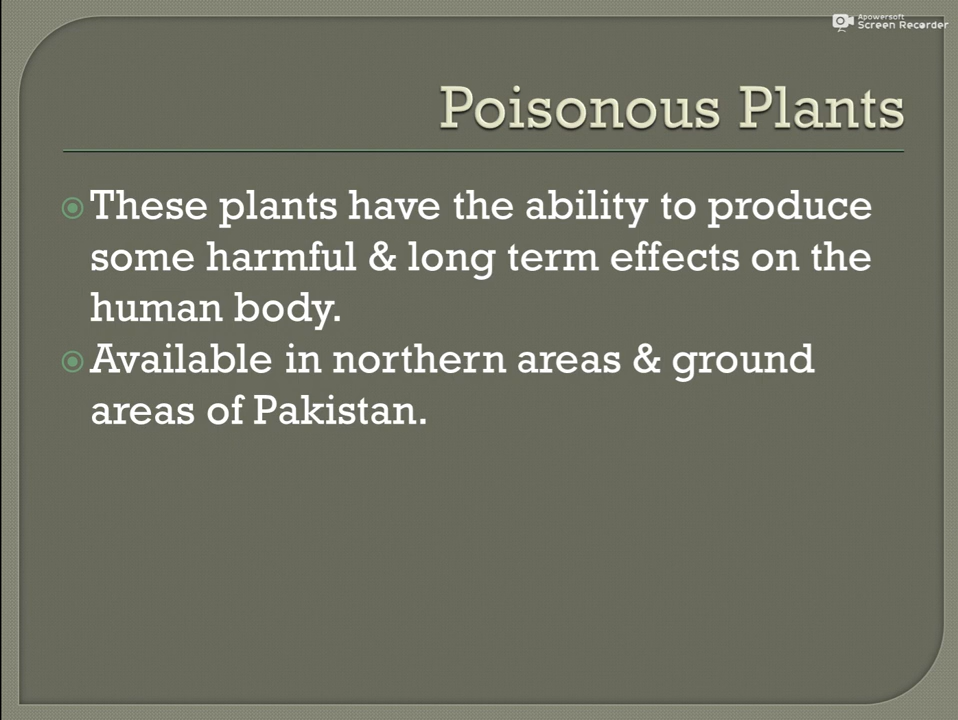 Apowersoft
Screen Recorder
Poisonous Plants
These plants have the ability to produce
some harmful & long term effects on the
human body.
Available in northern areas & ground
areas of Pakistan.